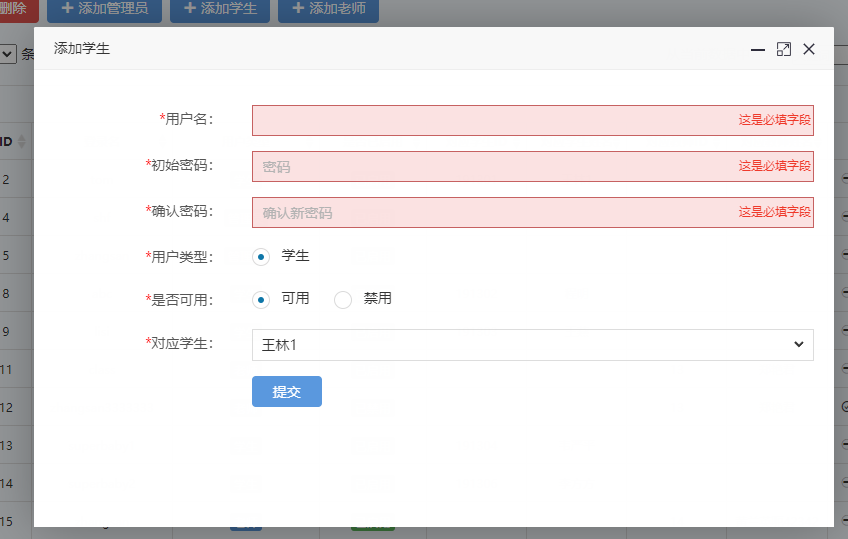 删除 添加管理员 添加学生 添加老师
条
添加学生
ID
*用户名： 这是必填字段
2
*初始密码： 密码 这是必填字段
4
*确认密码： 确认新密码 这是必填字段
5
*用户类型： 学生
8
*是否可用： 可用 禁用
9
*对应学生： 王林1
11
提交
12
13
14
15